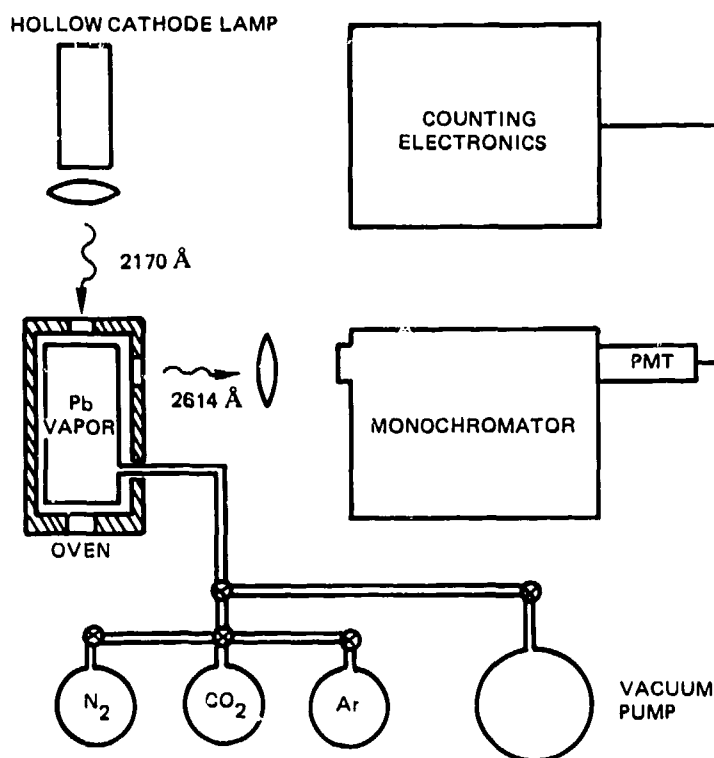 HOLLOW CATHODE LAMP
COUNTING
ELECTRONICS
2170 Å
2614 Å
Pb
VAPOR
OVEN
MONOCHROMATOR
PMT
N₂
CO₂
Ar
VACUUM
PUMP